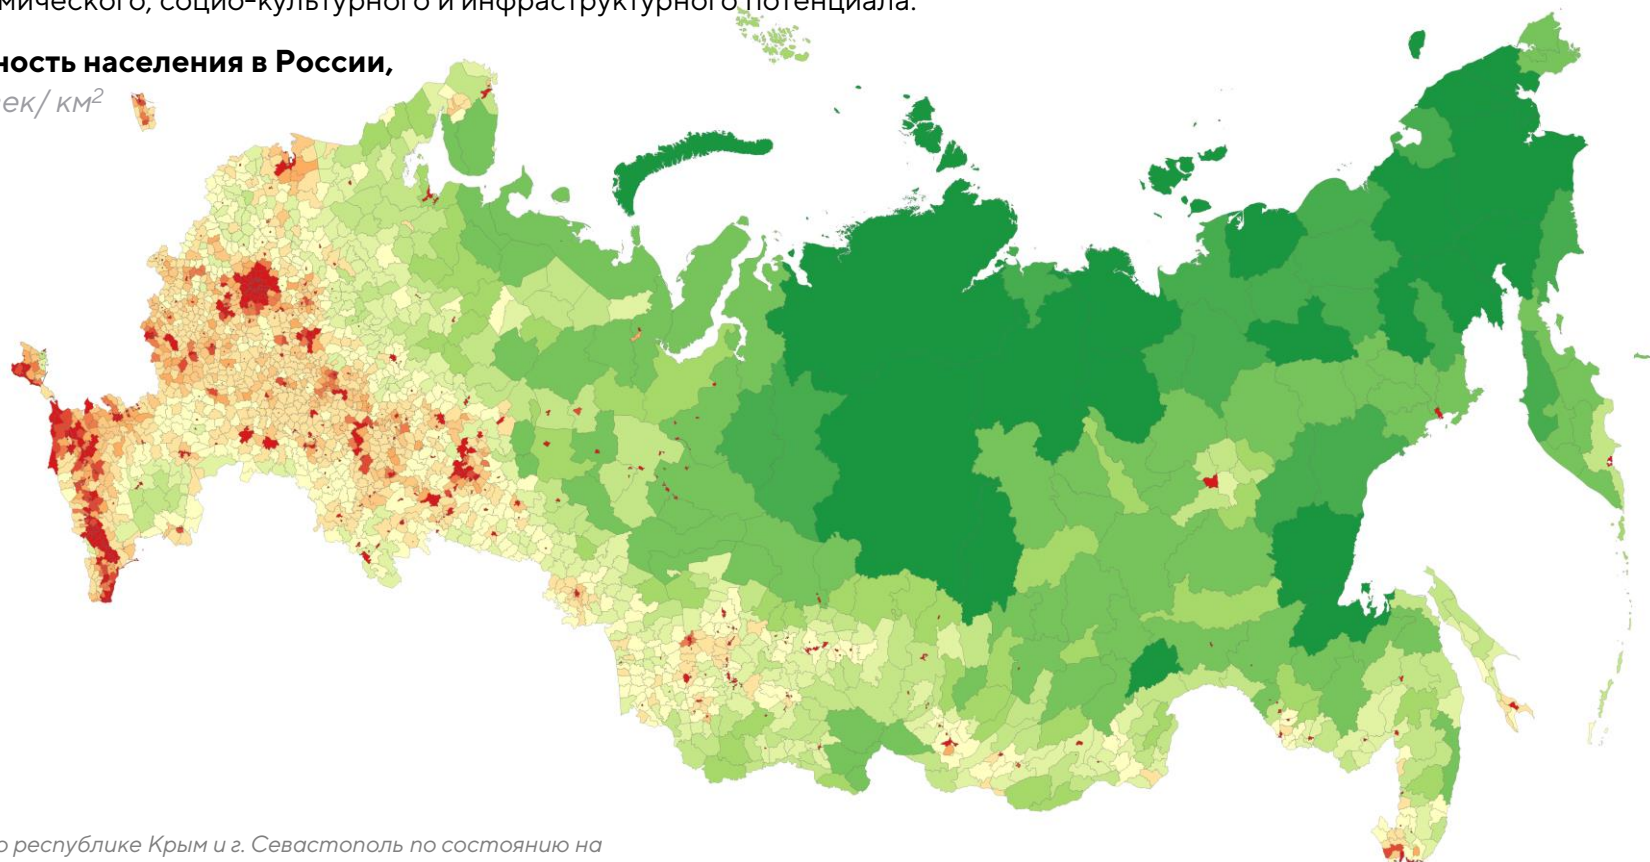 мического, социо-культурного и инфраструктурного потенциала.
ность населения в России,
ек/ км²
о республике Крым и г. Севастополь по состоянию на